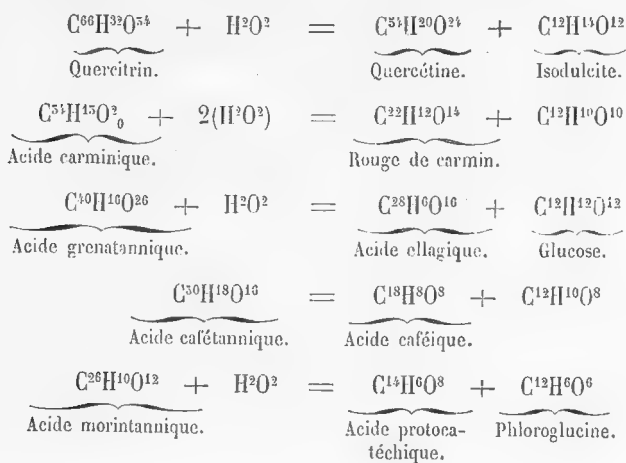 C⁶⁶H³²O³⁴ + H²O² = C⁵⁴H²⁰O²⁴ + C¹²H¹⁴O¹²
Quercitrin. Quercétine. Isodulcite.
C³⁴H¹⁸O²₀ + 2(H²O²) = C²²H¹²O¹⁴ + C¹²H¹⁰O¹⁰
Acide carminique. Rouge de carmin.
C⁴⁰H¹⁶O²⁶ + H²O² = C²⁸H⁶O¹⁶ + C¹²H¹²O¹²
Acide grenatannique. Acide ellagique. Glucose.
C³⁰H¹⁸O¹⁶ = C¹⁸H⁸O⁸ + C¹²H¹⁰O⁸
Acide cafétannique. Acide caféique.
C²⁶H¹⁰O¹² + H²O² = C¹⁴H⁶O⁸ + C¹²H⁶O⁶
Acide morintannique. Acide protoca- Phloroglucine.
téchique.